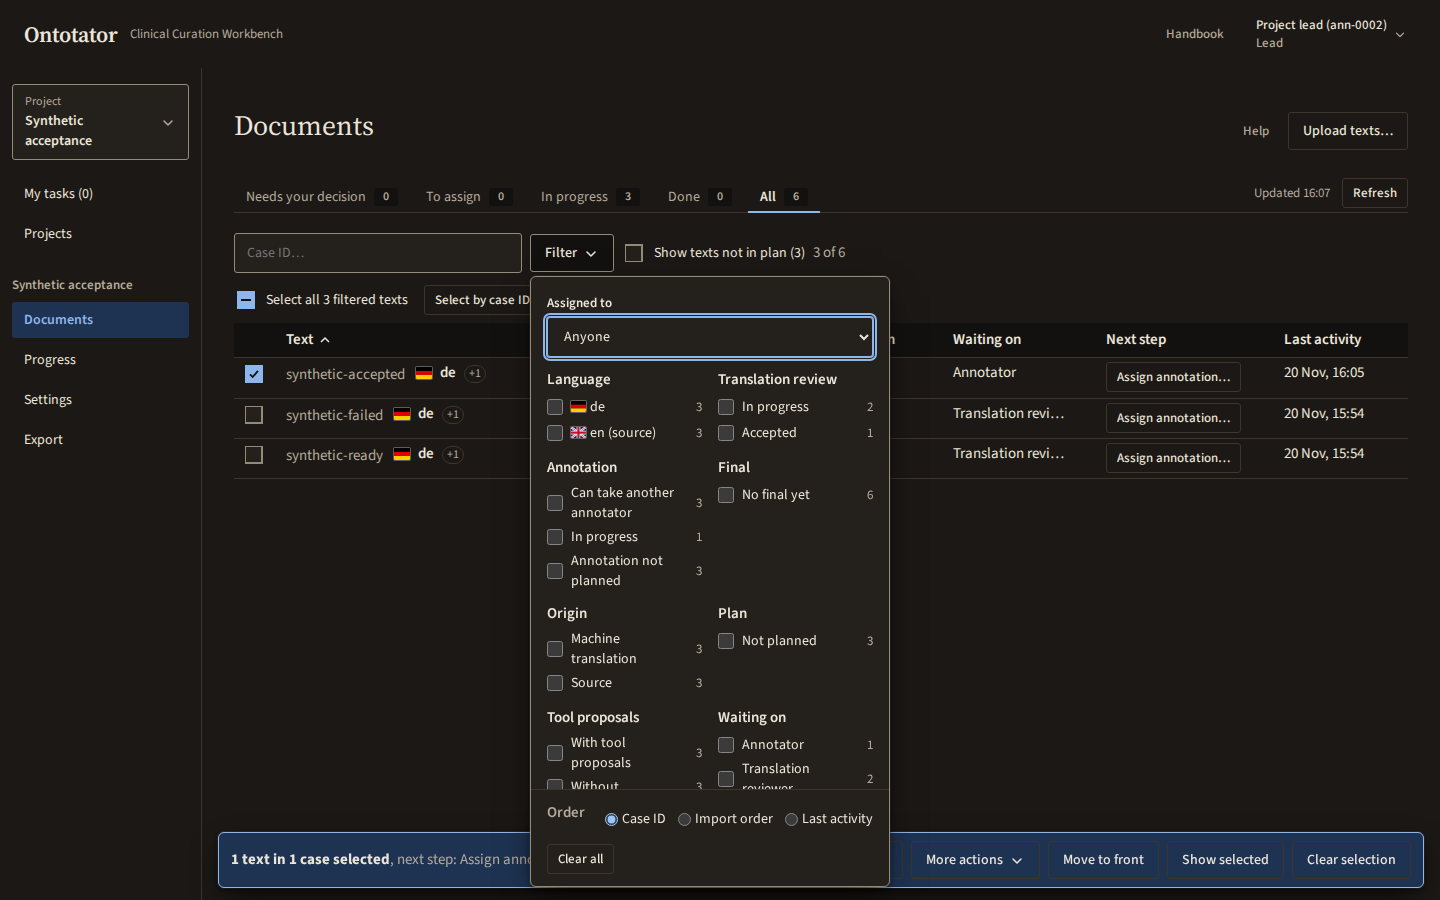 Ontotator
Clinical Curation Workbench
Handbook
Project lead (ann-0002)
Lead
Project
Synthetic
acceptance
My tasks (0)
Projects
Synthetic acceptance
Documents
Progress
Settings
Export
Documents
Help
Upload texts...
Needs your decision 0
To assign 0
In progress 3
Done 0
All 6
Updated 16:07
Refresh
Case ID...
Filter
Show texts not in plan (3)
3 of 6
Select all 3 filtered texts
Select by case ID
Text
Waiting on
Next step
Last activity
synthetic-accepted de +1
Annotator
Assign annotation...
20 Nov, 16:05
synthetic-failed de +1
Translation revi...
Assign annotation...
20 Nov, 15:54
synthetic-ready de +1
Translation revi...
Assign annotation...
20 Nov, 15:54
Assigned to
Anyone
Language
de 3
en (source) 3
Translation review
In progress 2
Accepted 1
Annotation
Can take another
annotator 3
In progress 1
Annotation not
planned 3
Final
No final yet 6
Origin
Machine
translation 3
Source 3
Plan
Not planned 3
Tool proposals
With tool
proposals 3
Without 3
Waiting on
Annotator 1
Translation
reviewer 2
Order
Case ID
Import order
Last activity
Clear all
1 text in 1 case selected, next step: Assign
More actions
Move to front
Show selected
Clear selection